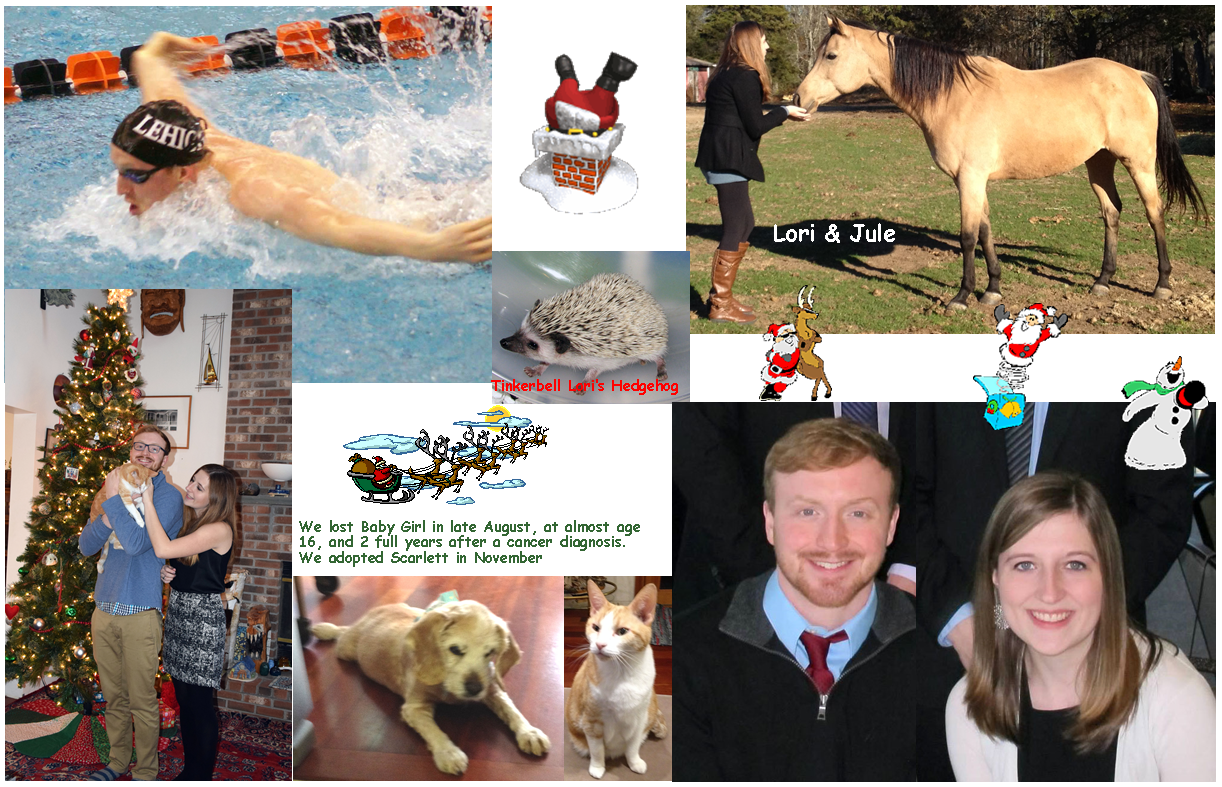 LEHIG
Lori & Jule
Tinkerbell Lori's Hedgehog
We lost Baby Girl in late August, at almost age
16, and 2 full years after a cancer diagnosis.
We adopted Scarlett in November